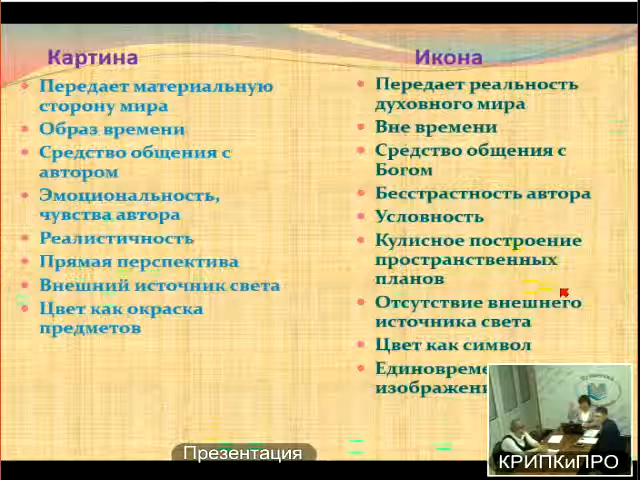 Картина
Передает материальную
сторону мира
Образ времени
Средство общения с
автором
Эмоциональность,
чувства автора
Реалистичность
Прямая перспектива
Внешний источник света
Цвет как окраска
предметов
Икона
Передает реальность
духовного мира
Вне времени
Средство общения с
Богом
Бесстрастность автора
Условность
Кулисное построение
пространственных
планов
Отсутствие внешнего
источника света
Цвет как символ
Единовреме
изображени
Презентация
КРИПКиПРО